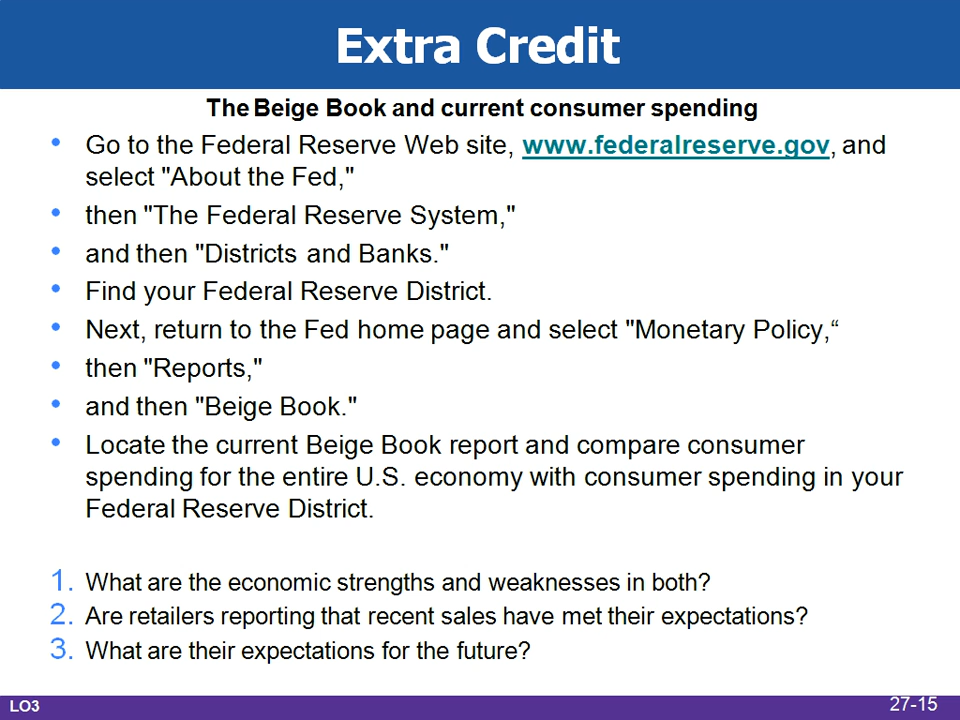 Extra Credit
The Beige Book and current consumer spending
• Go to the Federal Reserve Web site, www.federalreserve.gov, and
select "About the Fed,"
• then "The Federal Reserve System,"
• and then "Districts and Banks."
• Find your Federal Reserve District.
• Next, return to the Fed home page and select "Monetary Policy,“
• then "Reports,"
• and then "Beige Book."
• Locate the current Beige Book report and compare consumer
spending for the entire U.S. economy with consumer spending in your
Federal Reserve District.
1. What are the economic strengths and weaknesses in both?
2. Are retailers reporting that recent sales have met their expectations?
3. What are their expectations for the future?
LO3
27-15